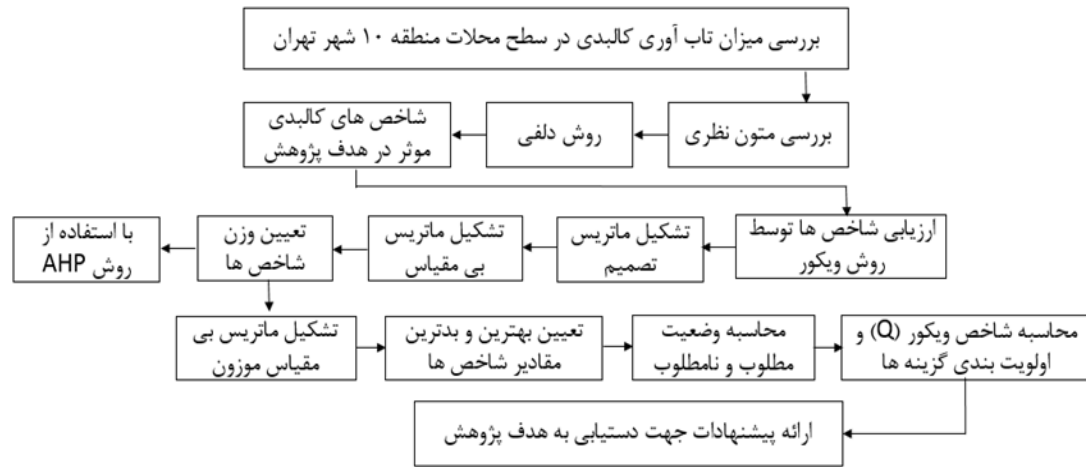 بررسی میزان تاب آوری کالبدی در سطح محلات منطقه ۱۰ شهر تهران
بررسی متون نظری
روش دلفی
شاخص های کالبدی
موثر در هدف پژوهش
ارزیابی شاخص ها توسط
روش ویکور
تشکیل ماتریس
تصمیم
تشکیل ماتریس
بی مقیاس
تعیین وزن
شاخص ها
با استفاده از
روش AHP
تشکیل ماتریس بی
مقیاس موزون
تعیین بهترین و بدترین
مقادیر شاخص ها
محاسبه وضعیت
مطلوب و نامطلوب
محاسبه شاخص ویکور (Q) و
اولویت بندی گزینه ها
ارائه پیشنهادات جهت دستیابی به هدف پژوهش